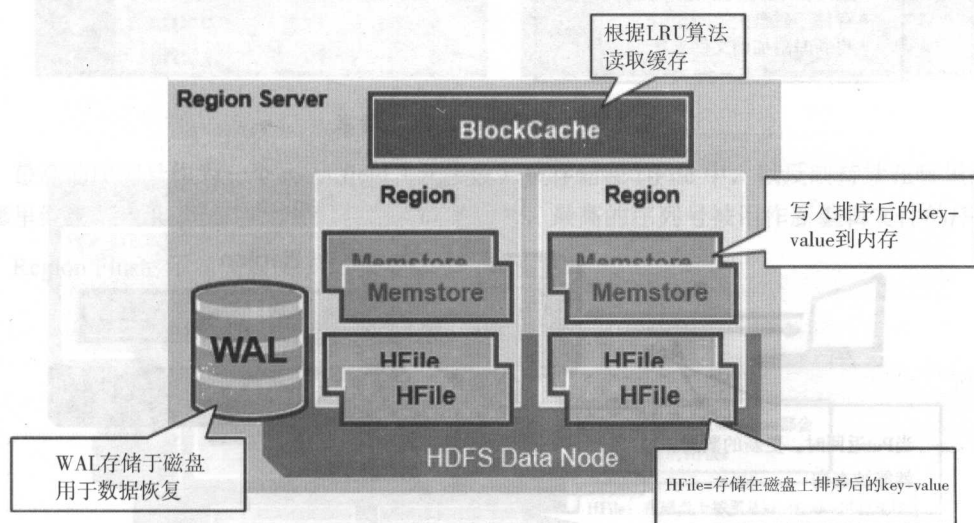 根据LRU算法
读取缓存
Region Server
BlockCache
Region
Region
写入排序后的key-
value到内存
Memstore
Memstore
Memstore
Memstore
WAL
HFile
HFile
HFile
HFile
HDFS Data Node
WAL存储于磁盘
用于数据恢复
HFile=存储在磁盘上排序后的key-value